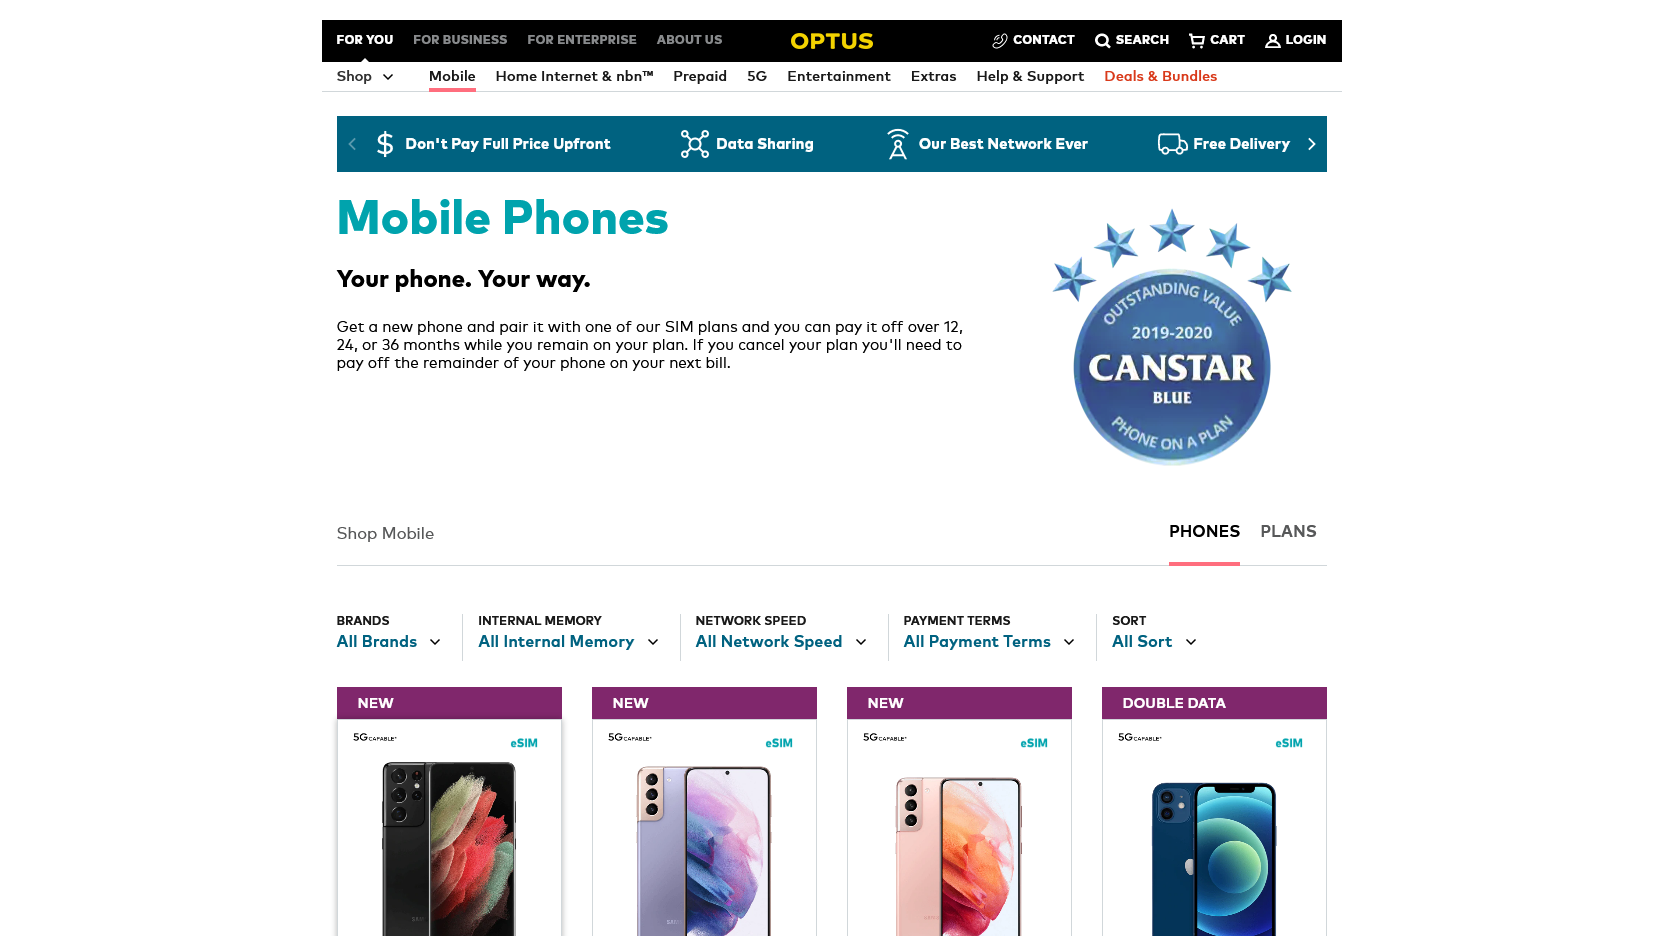 FOR YOU FOR BUSINESS FOR ENTERPRISE ABOUT US OPTUS CONTACT SEARCH CART LOGIN
Shop Mobile Home Internet & nbn™ Prepaid 5G Entertainment Extras Help & Support Deals & Bundles
Don't Pay Full Price Upfront Data Sharing Our Best Network Ever Free Delivery
Mobile Phones
Your phone. Your way.
Get a new phone and pair it with one of our SIM plans and you can pay it off over 12,
24, or 36 months while you remain on your plan. If you cancel your plan you'll need to
pay off the remainder of your phone on your next bill.
OUTSTANDING VALUE
2019-2020
CANSTAR
BLUE
PHONE ON A PLAN
Shop Mobile PHONES PLANS
BRANDS INTERNAL MEMORY NETWORK SPEED PAYMENT TERMS SORT
All Brands All Internal Memory All Network Speed All Payment Terms All Sort
NEW NEW NEW DOUBLE DATA
5G CAPABLE* eSIM 5G CAPABLE* eSIM 5G CAPABLE* eSIM 5G CAPABLE* eSIM